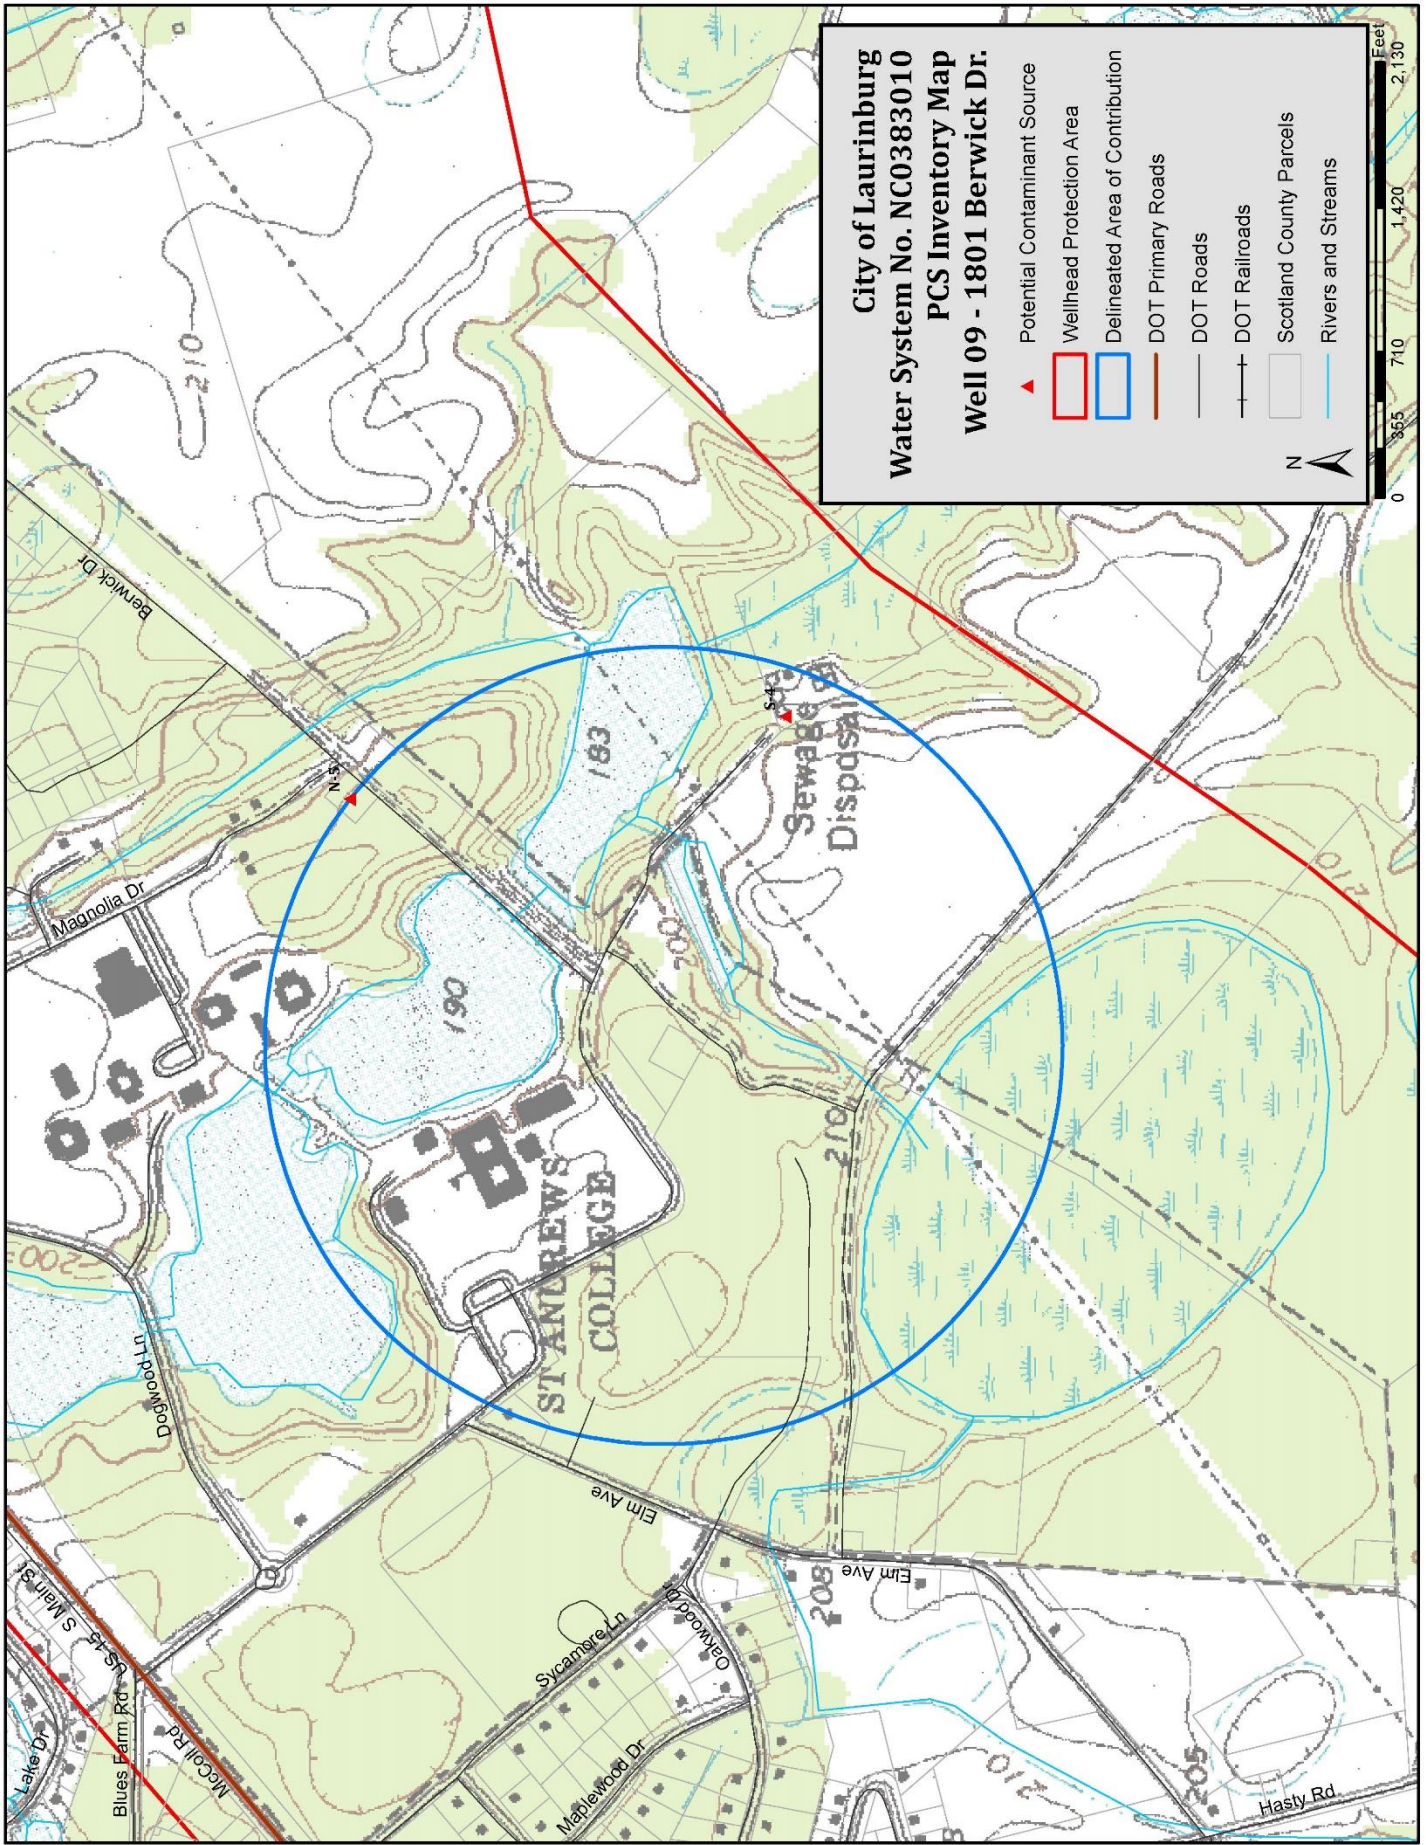 City of Laurinburg
Water System No. NC0383010
PCS Inventory Map
Well 09 - 1801 Berwick Dr.
Potential Contaminant Source
Wellhead Protection Area
Delineated Area of Contribution
DOT Primary Roads
DOT Roads
DOT Railroads
Scotland County Parcels
Rivers and Streams
N
0 355 710 1,420 2,130
Feet
Lake Dr
S Main St
US 15
Blues Farm Rd
McColl Rd
Dogwood Ln
200
Magnolia Dr
Berwick Dr
210
N-5
190
183
S-4
Sewage
Disposal
200
ST ANDREWS
COLLEGE
210
Elm Ave
Sycamore Ln
Oakwood Dr
Maplewood Dr
208
Elm Ave
210
205
Hasty Rd
210